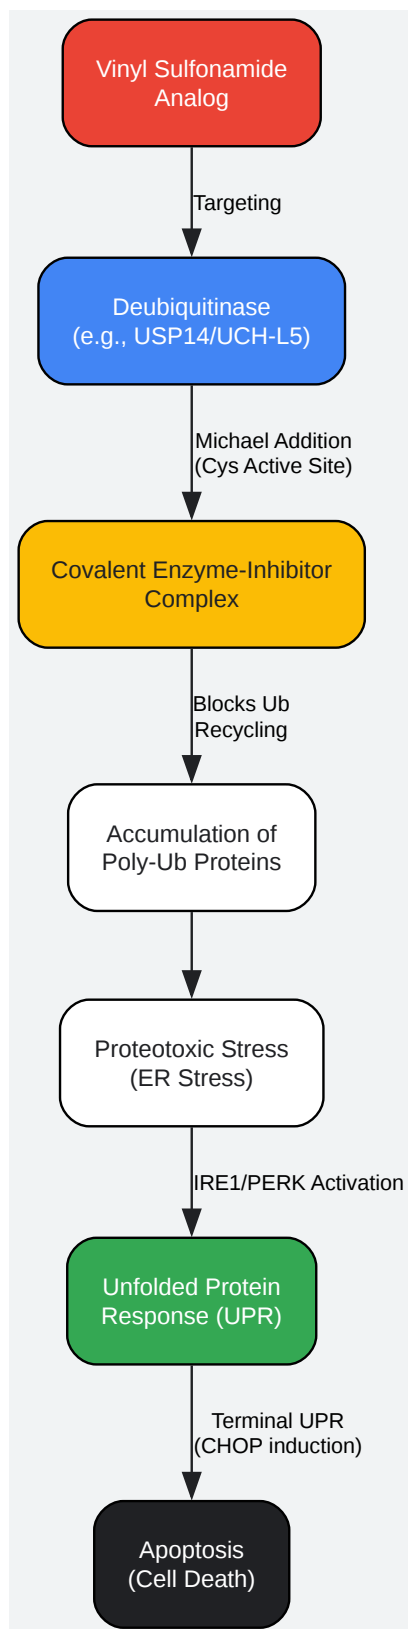 Vinyl Sulfonamide
Analog
Targeting
Deubiquitinase
(e.g., USP14/UCH-L5)
Michael Addition
(Cys Active Site)
Covalent Enzyme-Inhibitor
Complex
Blocks Ub
Recycling
Accumulation of
Poly-Ub Proteins
Proteotoxic Stress
(ER Stress)
IRE1/PERK Activation
Unfolded Protein
Response (UPR)
Terminal UPR
(CHOP induction)
Apoptosis
(Cell Death)